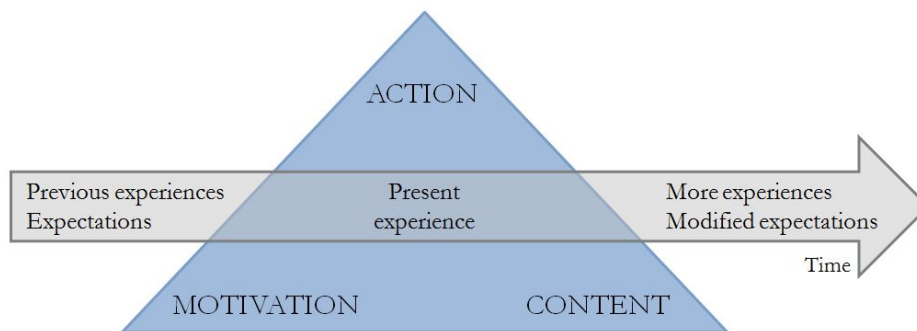 ACTION
Previous experiences
Expectations
Present
experience
More experiences
Modified expectations
Time
MOTIVATION
CONTENT